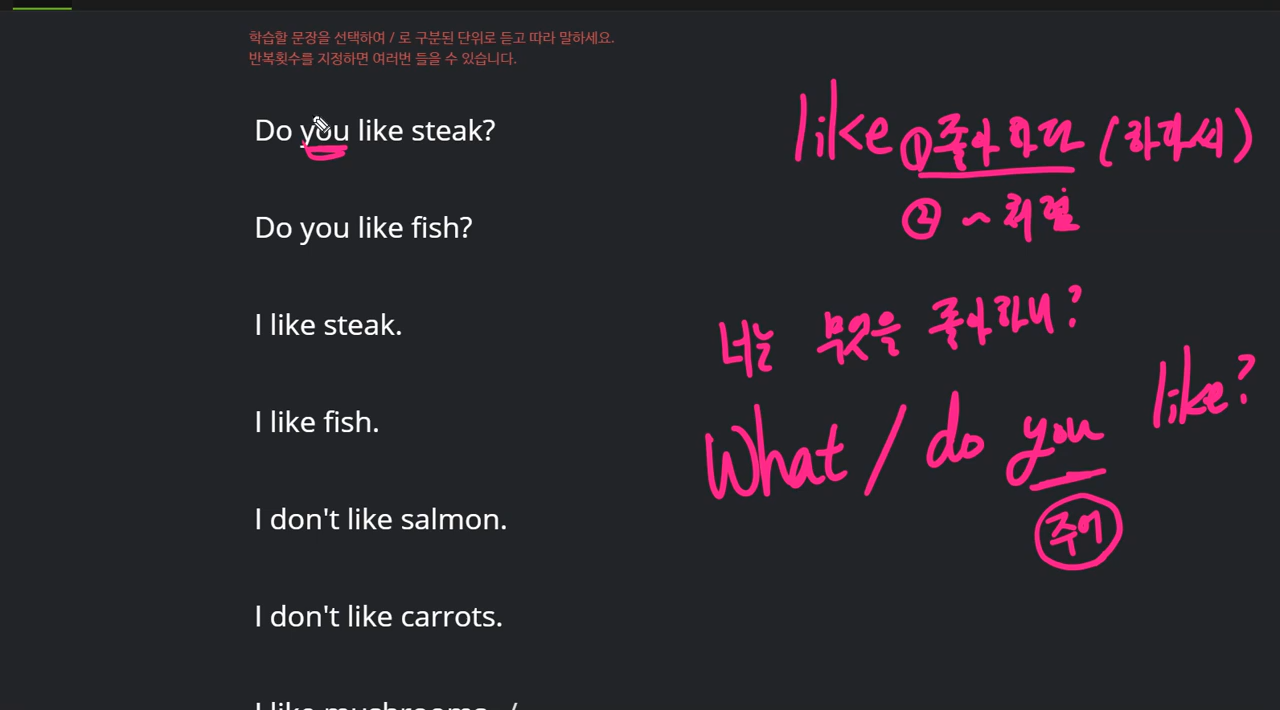 학습할 문장을 선택하여 / 로 구분된 단위로 듣고 따라 말하세요.
반복횟수를 지정하면 여러번 들을 수 있습니다.
Do you like steak?
Do you like fish?
I like steak.
I like fish.
I don't like salmon.
I don't like carrots.
I like mushrooms. /
like ① 좋아하다 (하다씨)
② ~처럼
너는 무엇을 좋아하니?
What / do you like?
주어